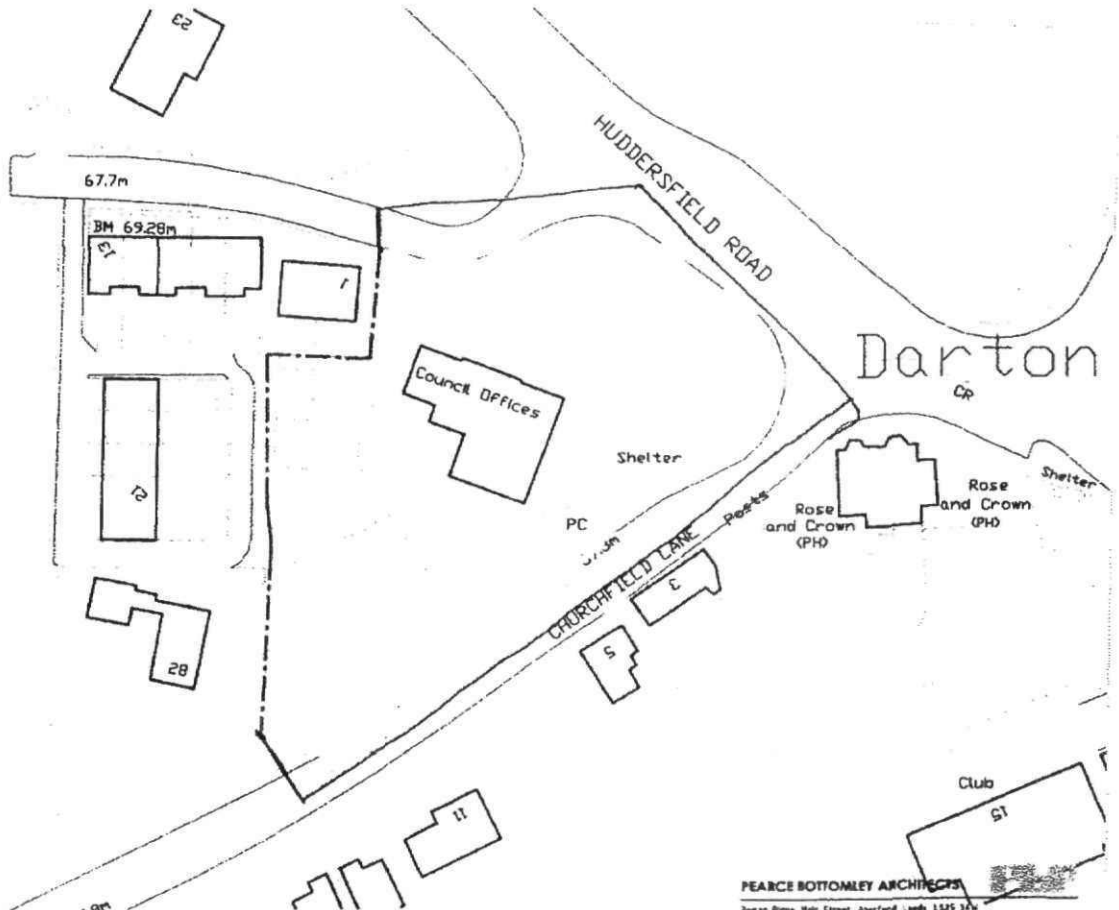 23
HUDDERSFIELD ROAD
67.7m
BM 69.28m
13
1
Darton
CR
Council Offices
Shelter
Shelter
Rose
and Crown
(PH)
Rose
and Crown
(PH)
Posts
PC
21
CHURCHFIELD LANE
3
5
28
11
Club
15
PEARCE BOTTOMLEY ARCHITECTS